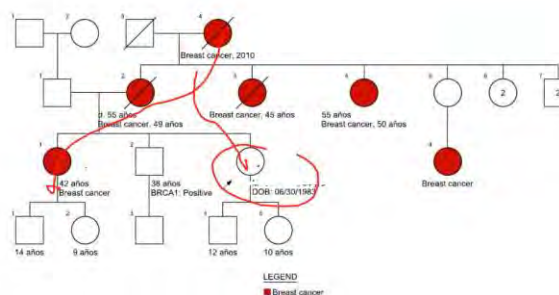 1
2
3
4
Breast cancer, 2010
1
2
3
4
5
6
7
2
2
d. 55 años
Breast cancer, 49 años
Breast cancer, 45 años
55 años
Breast cancer, 50 años
1
2
4
42 años
Breast cancer
38 años
BRCA1: Positive
DOB: 06/30/1983
Breast cancer
1
2
3
4
14 años
9 años
12 años
10 años
LEGEND
Breast cancer